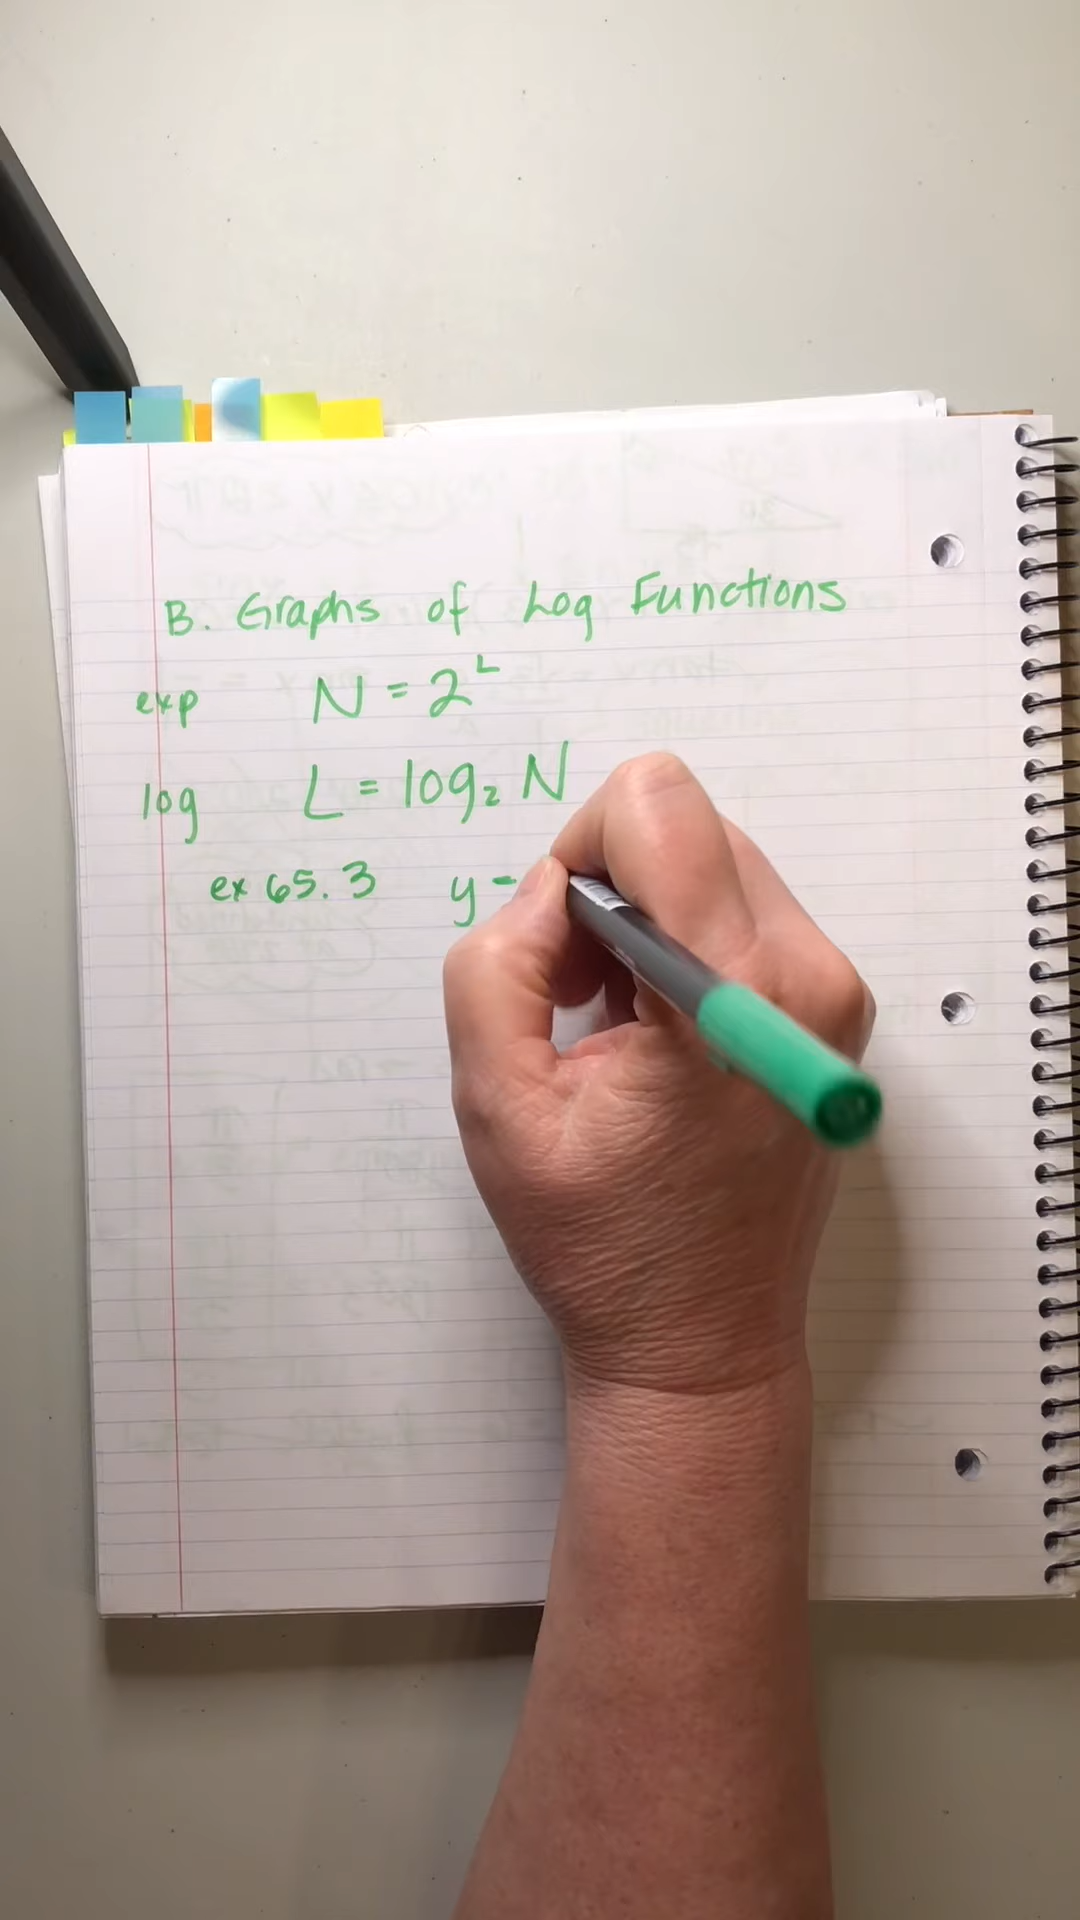 B. Graphs of Log Functions
exp N = 2^L
log L = log₂ N
ex 65.3 y =